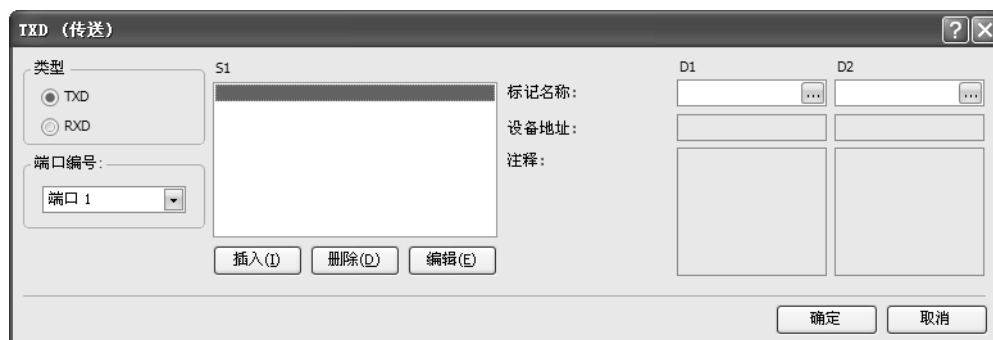 TXD (传送)
类型
TXD
RXD
端口编号:
端口 1
S1
插入(I)
删除(D)
编辑(E)
D1
D2
标记名称:
...
...
设备地址:
注释:
确定
取消